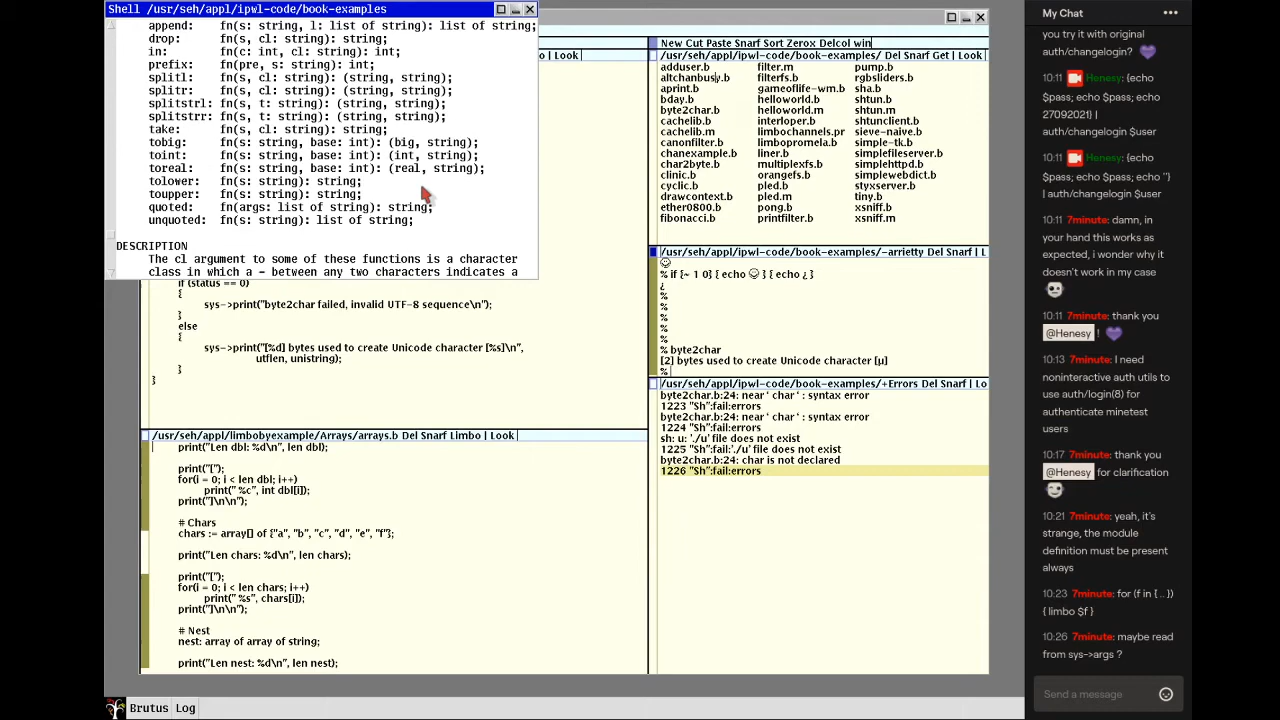 Shell /usr/seh/appl/ipwl-code/book-examples
append: fn(s: string, l: list of string): list of string;
drop: fn(s, cl: string): string;
in: fn(c: int, cl: string): int;
prefix: fn(pre, s: string): int;
splitl: fn(s, cl: string): (string, string);
splitr: fn(s, cl: string): (string, string);
splitstrl: fn(s, t: string): (string, string);
splitstrr: fn(s, t: string): (string, string);
take: fn(s, cl: string): string;
tobig: fn(s: string, base: int): (big, string);
toint: fn(s: string, base: int): (int, string);
toreal: fn(s: string, base: int): (real, string);
tolower: fn(s: string): string;
toupper: fn(s: string): string;
quoted: fn(args: list of string): string;
unquoted: fn(s: string): list of string;
DESCRIPTION
The cl argument to some of these functions is a character
class in which a - between any two characters indicates a
o | Look |
if (status == 0)
{
sys->print("byte2char failed, invalid UTF-8 sequence\n");
}
else
{
sys->print("[%d] bytes used to create Unicode character [%s]\n",
utflen, unistring);
}
}
/usr/seh/appl/limbobyexample/Arrays/arrays.b Del Snarf Limbo | Look |
print("Len dbl: %d\n", len dbl);
print("[");
for(i = 0; i < len dbl; i++)
print(" %c", int dbl[i]);
print("]\n\n");
# Chars
chars := array[] of {"a", "b", "c", "d", "e", "f"};
print("Len chars: %d\n", len chars);
print("[");
for(i = 0; i < len chars; i++)
print(" %s", chars[i]);
print("]\n\n");
# Nest
nest: array of array of string;
print("Len nest: %d\n", len nest);
New Cut Paste Snarf Sort Zerox Delcol win
/usr/seh/appl/ipwl-code/book-examples/ Del Snarf Get | Look
adduser.b filter.m pump.b
altchanbusy.b filterfs.b rgbsliders.b
aprint.b gameoflife-wm.b sha.b
bday.b helloworld.b shtun.b
byte2char.b helloworld.m shtun.m
cachelib.b interloper.b shtunclient.b
cachelib.m limbochannels.pr sieve-naive.b
canonfilter.b limbopromela.b simple-tk.b
chanexample.b liner.b simplefileserver.b
char2byte.b multiplexfs.b simplehttpd.b
clinic.b orangefs.b simplewebdict.b
cyclic.b pled.b styxserver.b
drawcontext.b pled.m tiny.b
ether0800.b pong.b xsniff.b
fibonacci.b printfilter.b xsniff.m
/usr/seh/appl/ipwl-code/book-examples/-arrietty Del Snarf | Look
☺
% if {~ 1 0} { echo ☺ } { echo ¿ }
¿
%
%
%
%
%
% byte2char
[2] bytes used to create Unicode character [µ]
%
/usr/seh/appl/ipwl-code/book-examples/+Errors Del Snarf | Lo
byte2char.b:24: near ' char ' : syntax error
1223 "Sh":fail:errors
byte2char.b:24: near ' char ' : syntax error
1224 "Sh":fail:errors
sh: u: './u' file does not exist
1225 "Sh":fail:'./u' file does not exist
byte2char.b:24: char is not declared
1226 "Sh":fail:errors
Brutus Log
My Chat •••
you try it with original
auth/changelogin?
10:11 Henesy: {echo
$pass; echo $pass; echo
27092021} |
auth/changelogin $user
10:11 Henesy: {echo
$pass; echo $pass; echo ''}
| auth/changelogin $user
10:11 7minute: damn, in
your hand this works as
expected, i wonder why it
doesn't work in my case
10:11 7minute: thank you
@Henesy !
10:13 7minute: I need
noninteractive auth utils to
use auth/login(8) for
authenticate minetest
users
10:17 7minute: thank you
@Henesy for clarification
10:21 7minute: yeah, it's
strange, the module
definition must be present
always
10:23 7minute: for (f in { .. })
{ limbo $f }
10:26 7minute: maybe read
from sys->args ?
Send a message